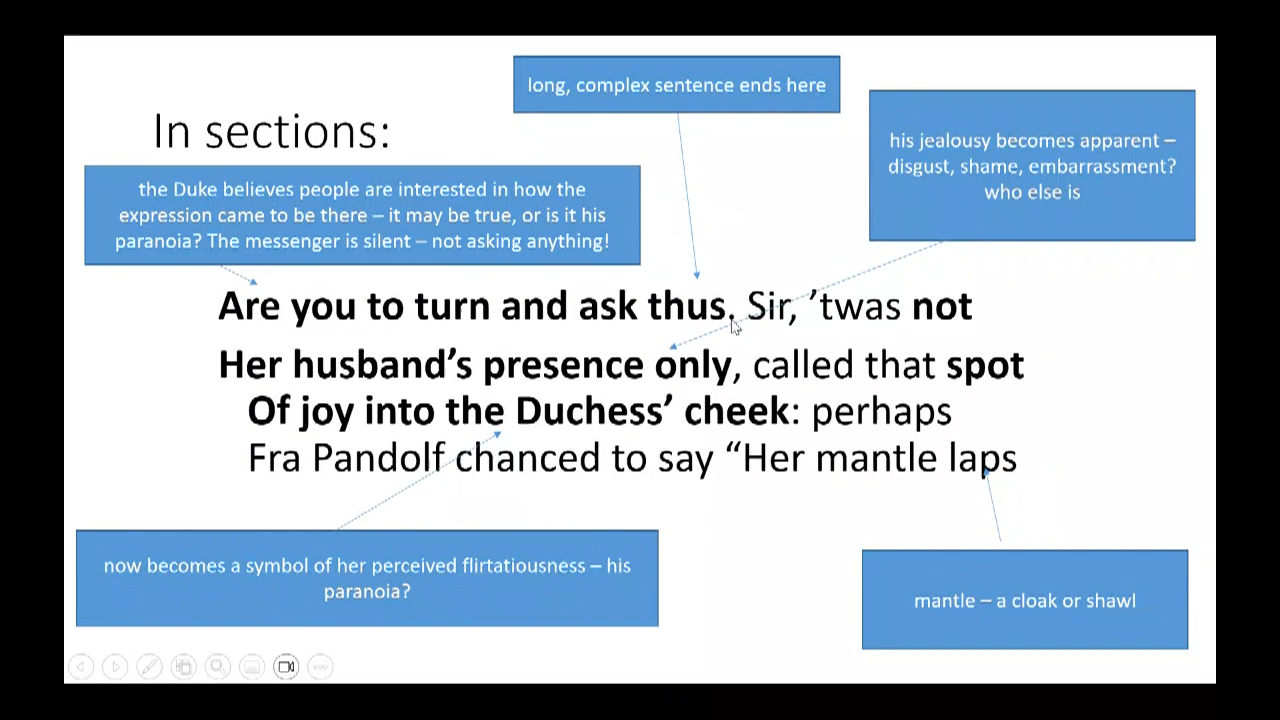 long, complex sentence ends here
In sections:
his jealousy becomes apparent –
disgust, shame, embarrassment?
who else is
the Duke believes people are interested in how the
expression came to be there – it may be true, or is it his
paranoia? The messenger is silent – not asking anything!
Are you to turn and ask thus. Sir, ’twas not
Her husband’s presence only, called that spot
Of joy into the Duchess’ cheek: perhaps
Fra Pandolf chanced to say “Her mantle laps
now becomes a symbol of her perceived flirtatiousness – his
paranoia?
mantle – a cloak or shawl